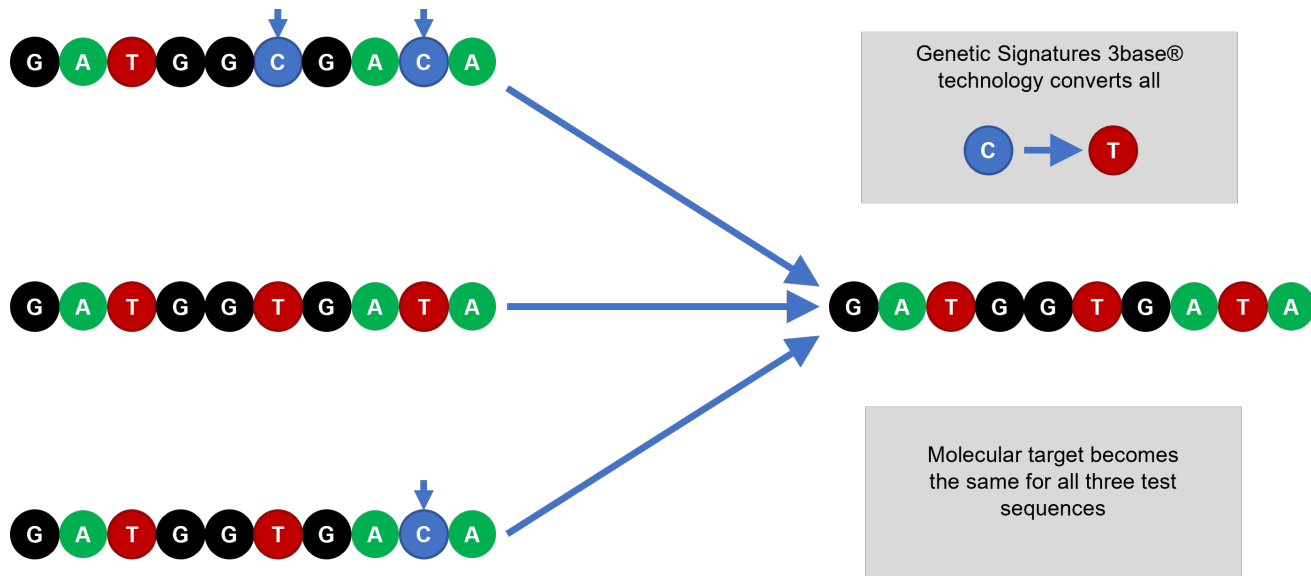 G A T G G C G A C A
Genetic Signatures 3base®
technology converts all
C T
G A T G G T G A T A
G A T G G T G A T A
Molecular target becomes
the same for all three test
sequences
G A T G G T G A C A